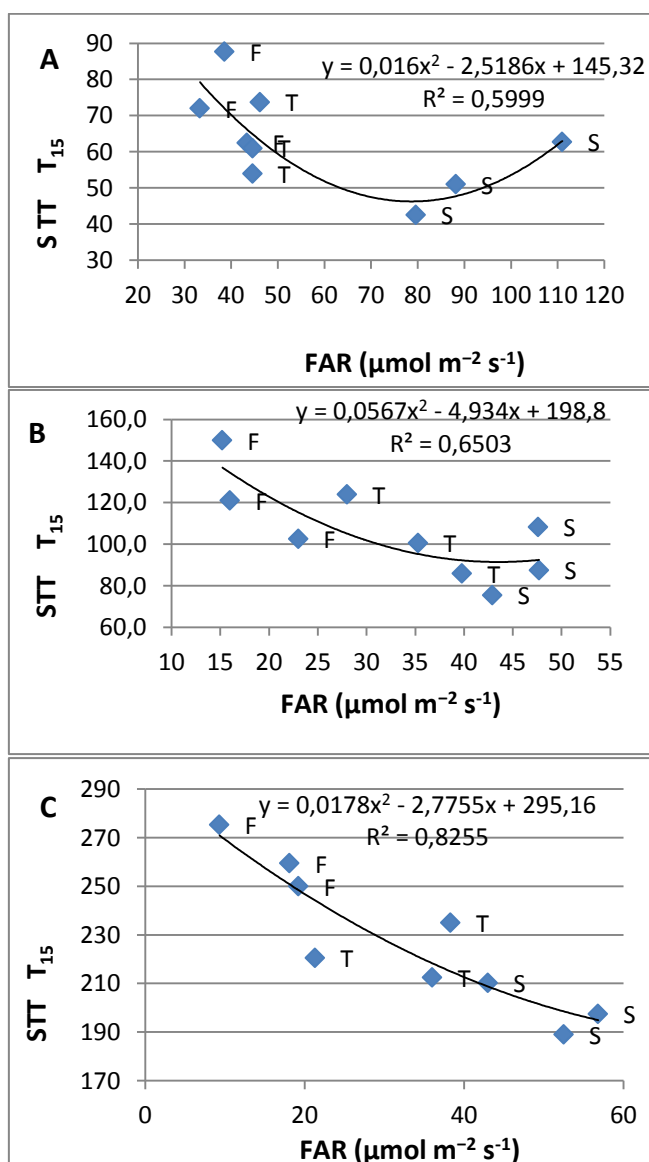 A
y = 0,016x² - 2,5186x + 145,32
R² = 0,5999
90
80
70
60
50
40
30
F
F
T
F
T
T
S
S
S
20 30 40 50 60 70 80 90 100 110 120
STT T₁₅
FAR (µmol m⁻² s⁻¹)
B
y = 0,0567x² - 4,934x + 198,8
R² = 0,6503
160,0
140,0
120,0
100,0
80,0
60,0
F
F
T
F
T
S
T
S
S
10 15 20 25 30 35 40 45 50 55
STT T₁₅
FAR (µmol m⁻² s⁻¹)
C
y = 0,0178x² - 2,7755x + 295,16
R² = 0,8255
290
270
250
230
210
190
170
F
F
F
T
T
T
S
S
S
0 20 40 60
STT T₁₅
FAR (µmol m⁻² s⁻¹)